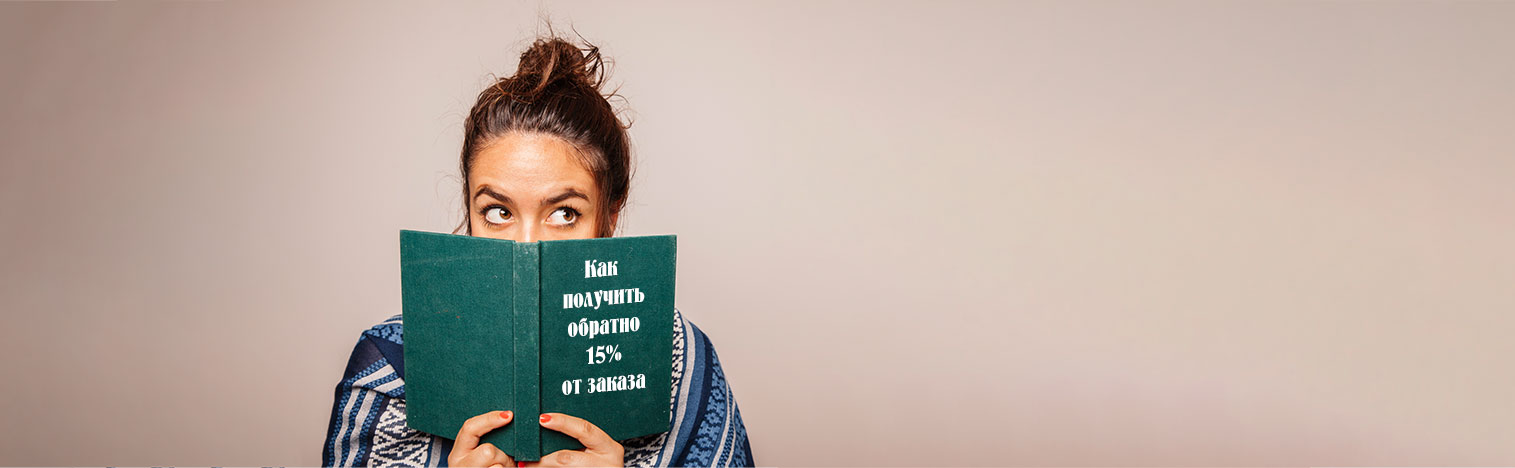 Как
получить
обратно
15%
от заказа